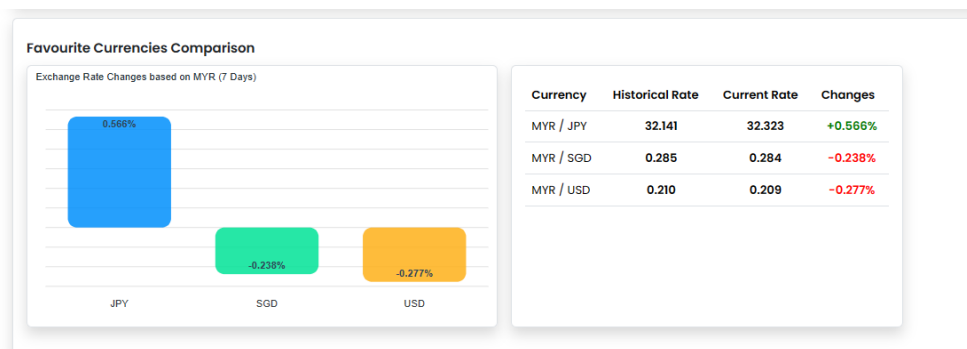 Favourite Currencies Comparison
Exchange Rate Changes based on MYR (7 Days)
0.566%
-0.238%
-0.277%
JPY SGD USD
Currency Historical Rate Current Rate Changes
MYR / JPY 32.141 32.323 +0.566%
MYR / SGD 0.285 0.284 -0.238%
MYR / USD 0.210 0.209 -0.277%